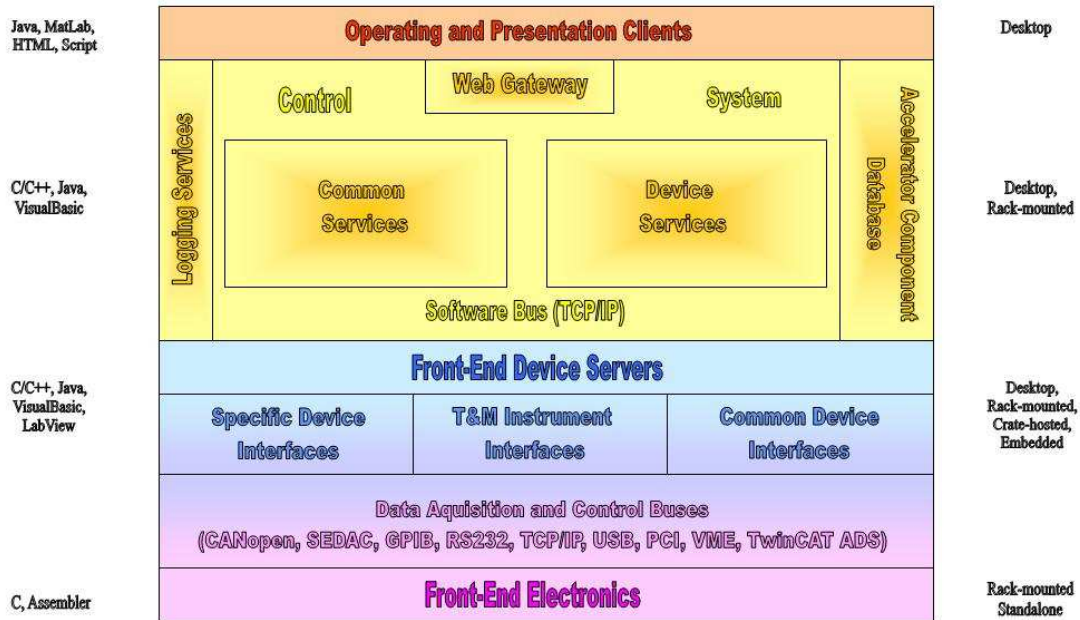 Java, MatLab,
HTML, Script
Operating and Presentation Clients
Desktop
Web Gateway
Control
System
Logging Services
Accelerator Component
Database
C/C++, Java,
VisualBasic
Common
Services
Device
Services
Desktop,
Rack-mounted
Software Bus (TCP/IP)
Front-End Device Servers
C/C++, Java,
VisualBasic,
LabView
Specific Device
Interfaces
T&M Instrument
Interfaces
Common Device
Interfaces
Desktop,
Rack-mounted,
Crate-hosted,
Embedded
Data Aquisition and Control Buses
(CANopen, SEDAC, GPIB, RS232, TCP/IP, USB, PCI, VME, TwinCAT ADS)
C, Assembler
Front-End Electronics
Rack-mounted
Standalone